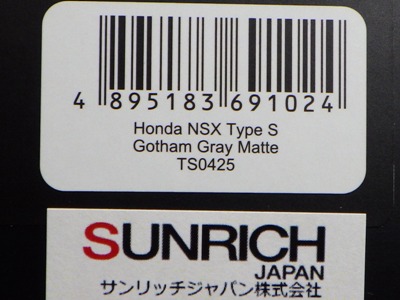 4 895183 691024
Honda NSX Type S
Gotham Gray Matte
TS0425
SUNRICH
JAPAN
サンリッチジャパン株式会社